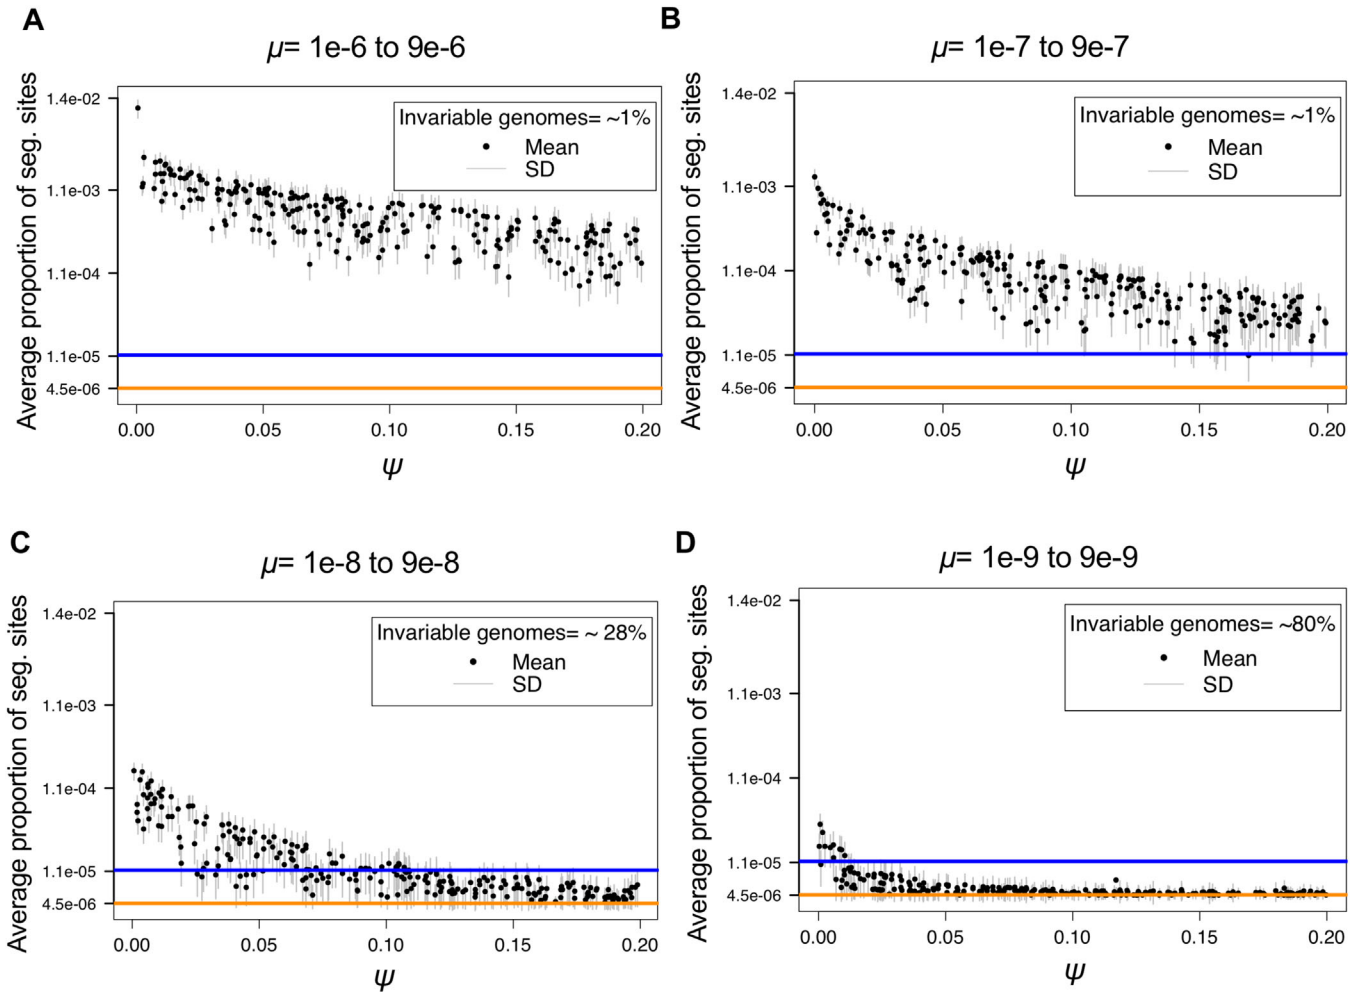 A
μ= 1e-6 to 9e-6
Average proportion of seg. sites
1.4e-02
1.1e-03
1.1e-04
1.1e-05
4.5e-06
Invariable genomes= ~1%
Mean
SD
0.00 0.05 0.10 0.15 0.20
ψ
B
μ= 1e-7 to 9e-7
Average proportion of seg. sites
1.4e-02
1.1e-03
1.1e-04
1.1e-05
4.5e-06
Invariable genomes= ~1%
Mean
SD
0.00 0.05 0.10 0.15 0.20
ψ
C
μ= 1e-8 to 9e-8
Average proportion of seg. sites
1.4e-02
1.1e-03
1.1e-04
1.1e-05
4.5e-06
Invariable genomes= ~ 28%
Mean
SD
0.00 0.05 0.10 0.15 0.20
ψ
D
μ= 1e-9 to 9e-9
Average proportion of seg. sites
1.4e-02
1.1e-03
1.1e-04
1.1e-05
4.5e-06
Invariable genomes= ~80%
Mean
SD
0.00 0.05 0.10 0.15 0.20
ψ